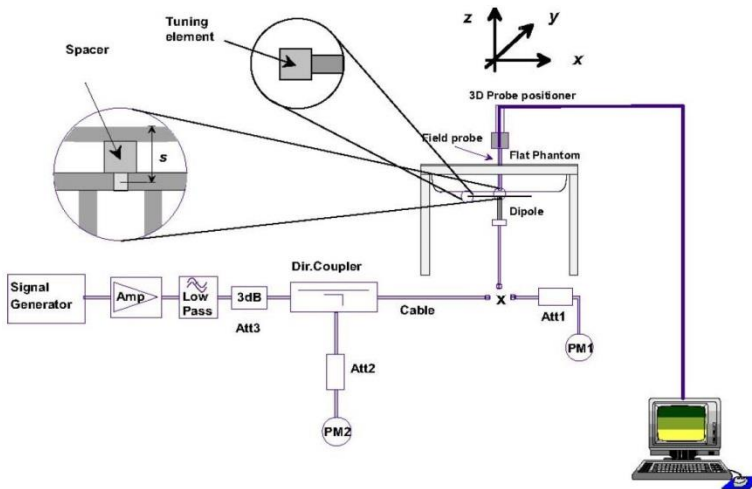 Tuning
element
Spacer
s
z
y
x
3D Probe positioner
Field probe
Flat Phantom
Dipole
Dir.Coupler
Signal
Generator
Amp
Low
Pass
3dB
Att3
Cable
X
Att1
PM1
Att2
PM2